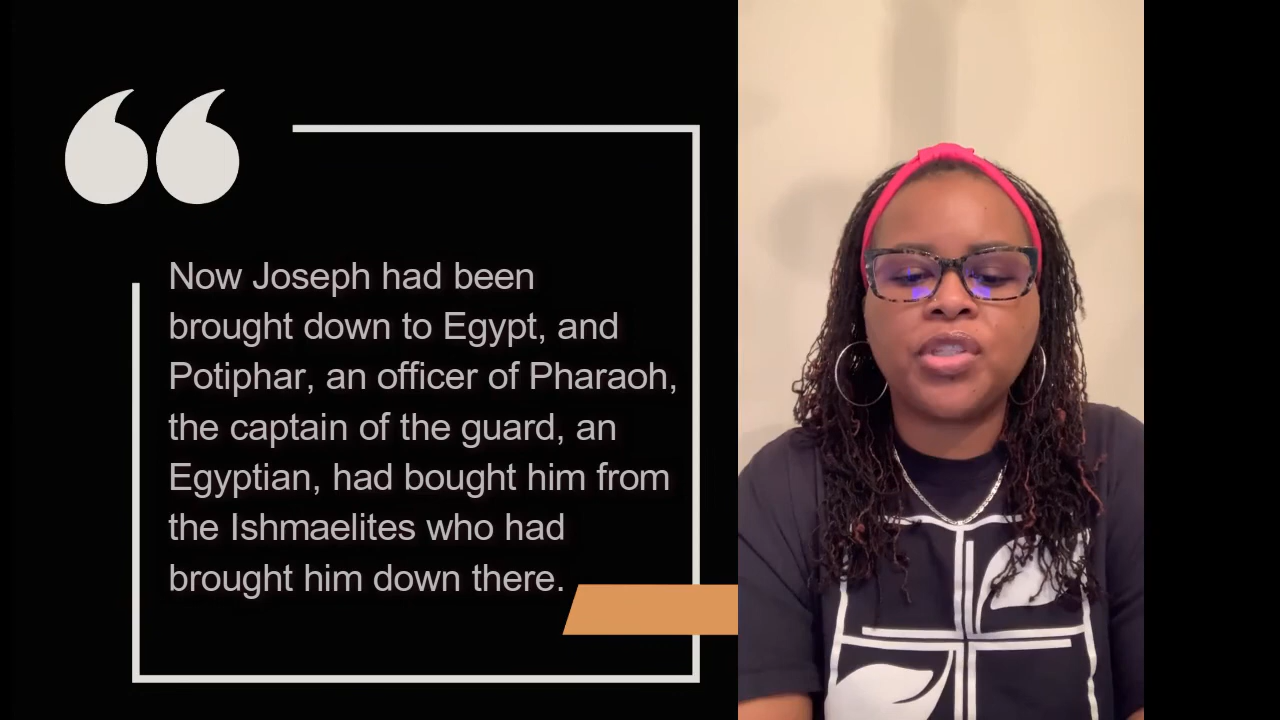 Now Joseph had been
brought down to Egypt, and
Potiphar, an officer of Pharaoh,
the captain of the guard, an
Egyptian, had bought him from
the Ishmaelites who had
brought him down there.